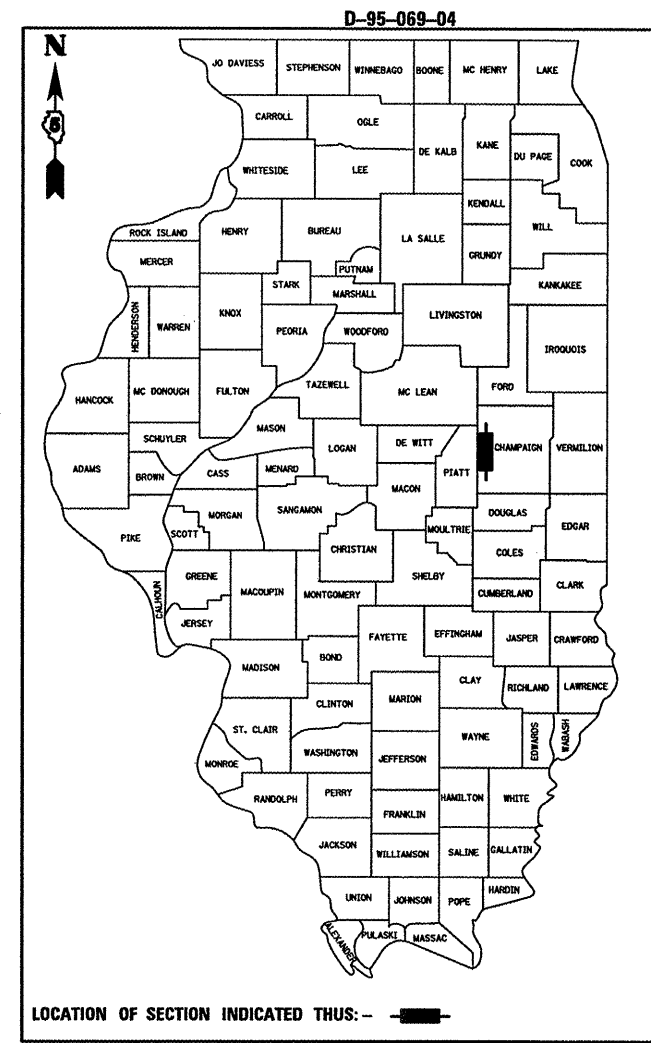 D-95-069-04
N
5
JO DAVIESS
STEPHENSON
WINNEBAGO
BOONE
MC HENRY
LAKE
CARROLL
OGLE
DE KALB
KANE
DU PAGE
COOK
WHITESIDE
LEE
KENDALL
WILL
ROCK ISLAND
HENRY
BUREAU
LA SALLE
GRUNDY
MERCER
PUTNAM
KANKAKEE
STARK
MARSHALL
HENDERSON
WARREN
KNOX
PEORIA
WOODFORD
LIVINGSTON
IROQUOIS
HANCOCK
MC DONOUGH
FULTON
TAZEWELL
MC LEAN
FORD
MASON
SCHUYLER
LOGAN
DE WITT
CHAMPAIGN
VERMILION
ADAMS
BROWN
CASS
MENARD
PIATT
MACON
MORGAN
SANGAMON
DOUGLAS
EDGAR
PIKE
SCOTT
CHRISTIAN
MOULTRIE
COLES
SHELBY
GREENE
MACOUPIN
MONTGOMERY
CUMBERLAND
CLARK
CALHOUN
JERSEY
FAYETTE
EFFINGHAM
JASPER
CRAWFORD
MADISON
BOND
CLAY
RICHLAND
LAWRENCE
CLINTON
MARION
ST. CLAIR
WAYNE
EDWARDS
WABASH
WASHINGTON
JEFFERSON
MONROE
RANDOLPH
PERRY
HAMILTON
WHITE
FRANKLIN
JACKSON
WILLIAMSON
SALINE
GALLATIN
UNION
JOHNSON
POPE
HARDIN
ALEXANDER
PULASKI
MASSAC
LOCATION OF SECTION INDICATED THUS: -